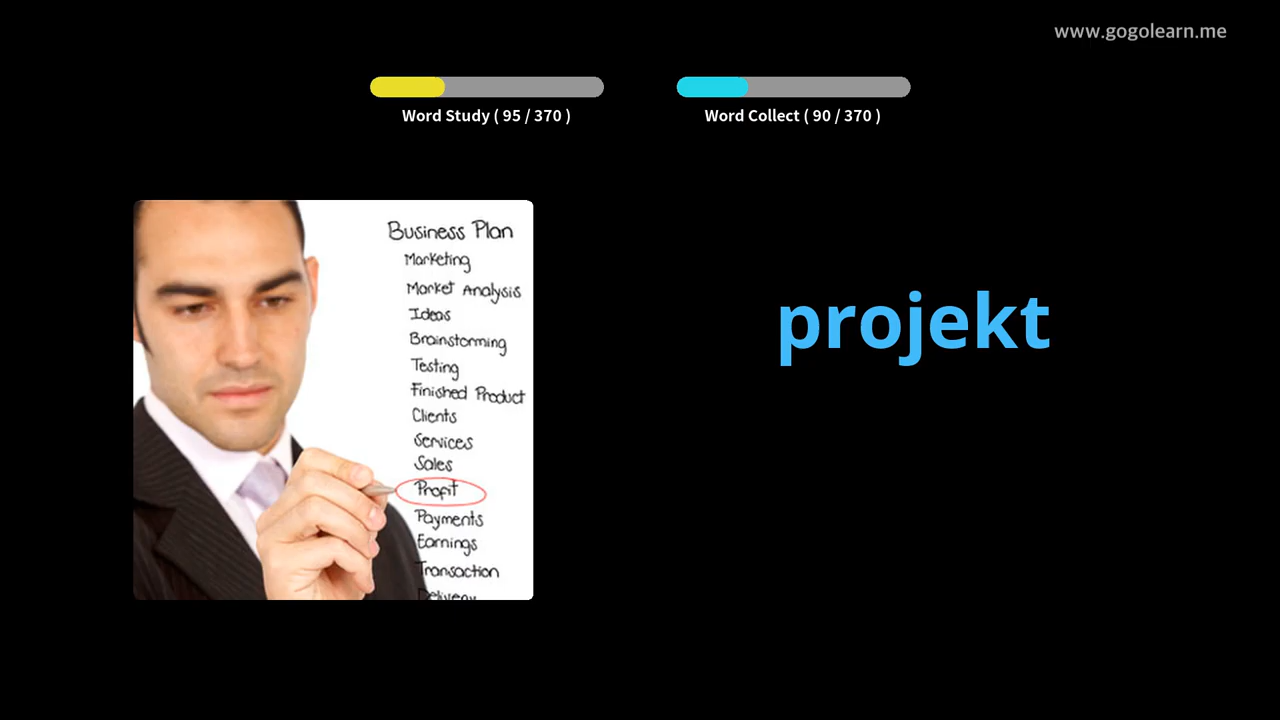 www.gogolearn.me
Word Study ( 95 / 370 )
Word Collect ( 90 / 370 )
Business Plan
Marketing
Market Analysis
Ideas
Brainstorming
Testing
Finished Product
Clients
Services
Sales
Profit
Payments
Earnings
Transaction
Delivery
projekt